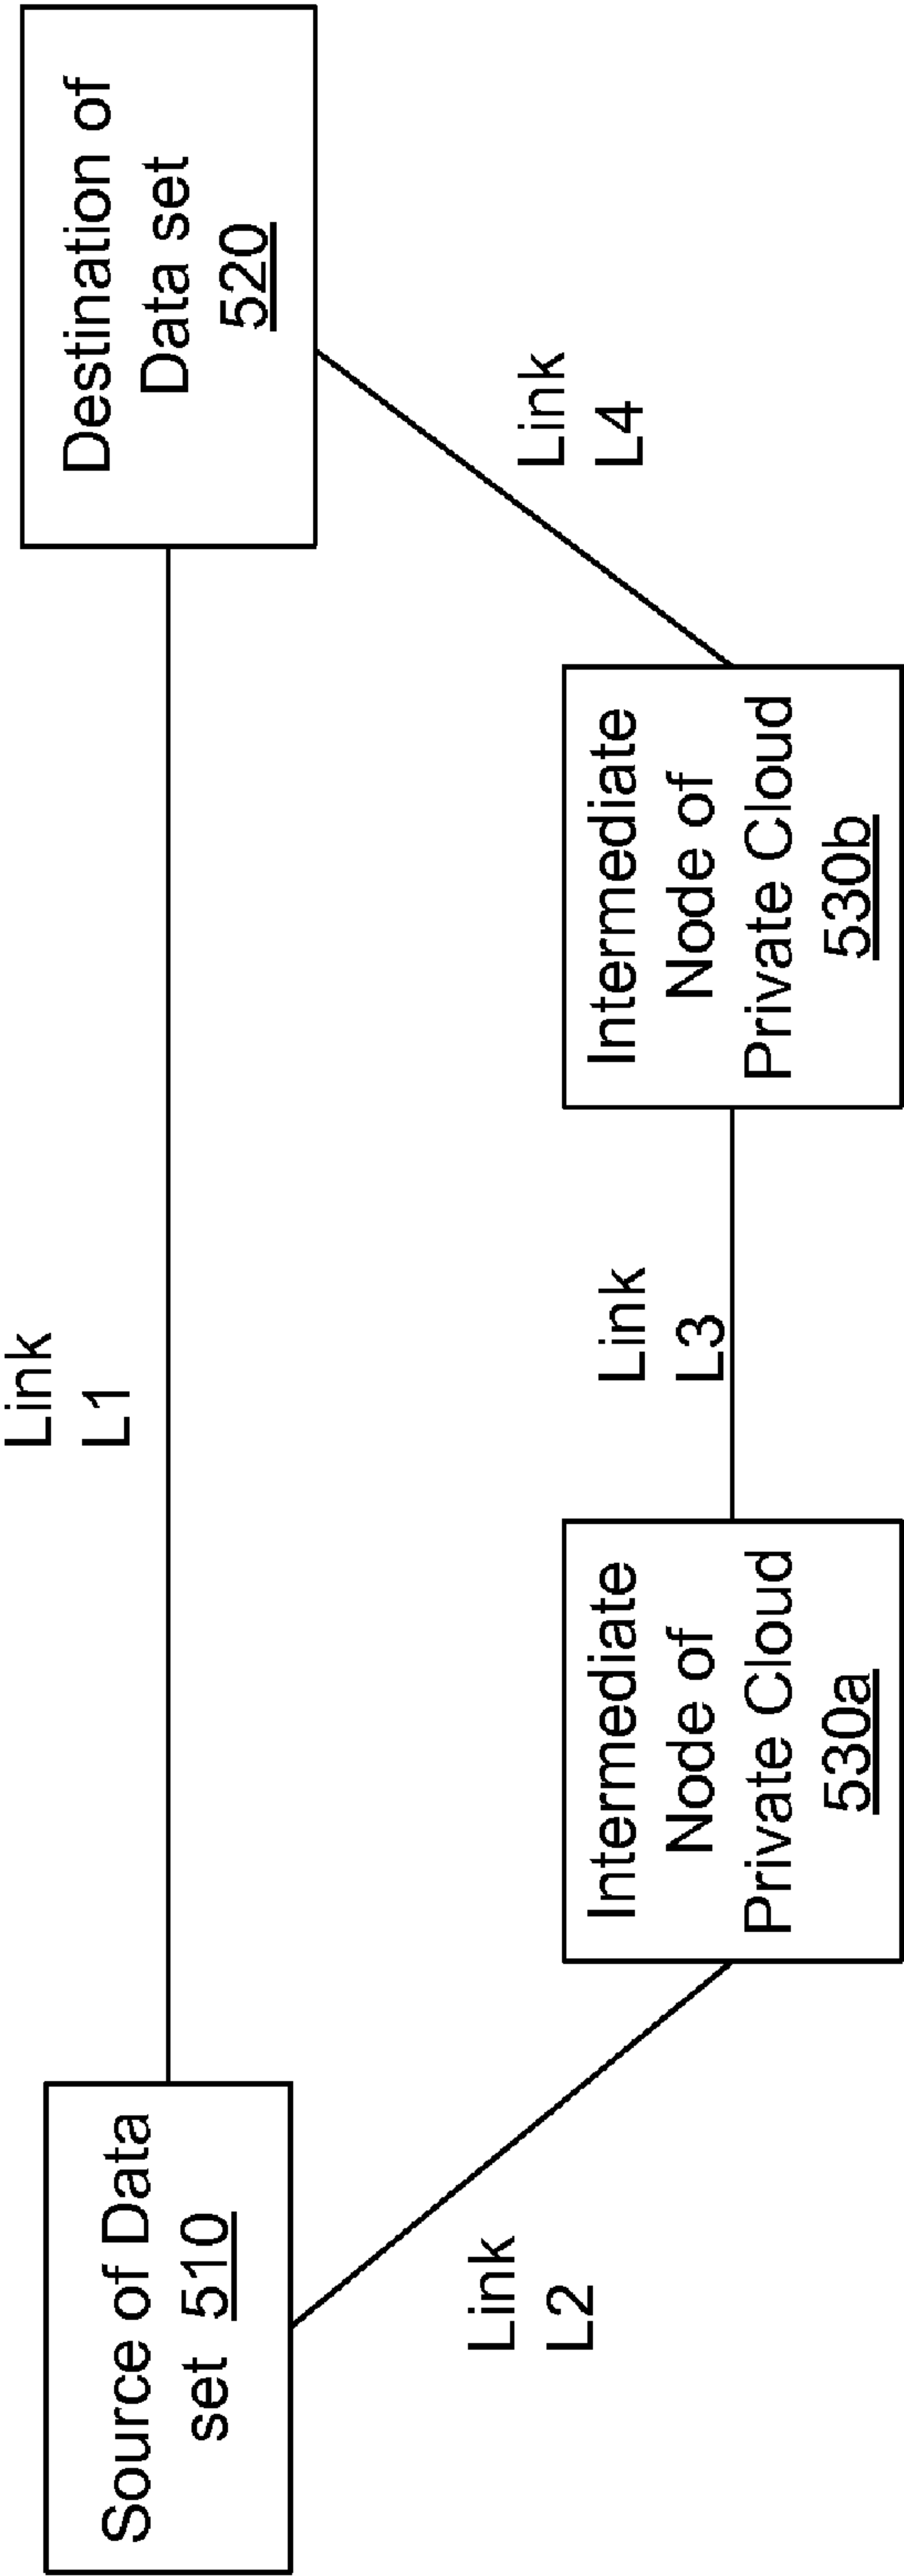 Link
L1
Source of Data
set 510
Destination of
Data set
520
Link
L2
Link
L3
Link
L4
Intermediate
Node of
Private Cloud
530a
Intermediate
Node of
Private Cloud
530b